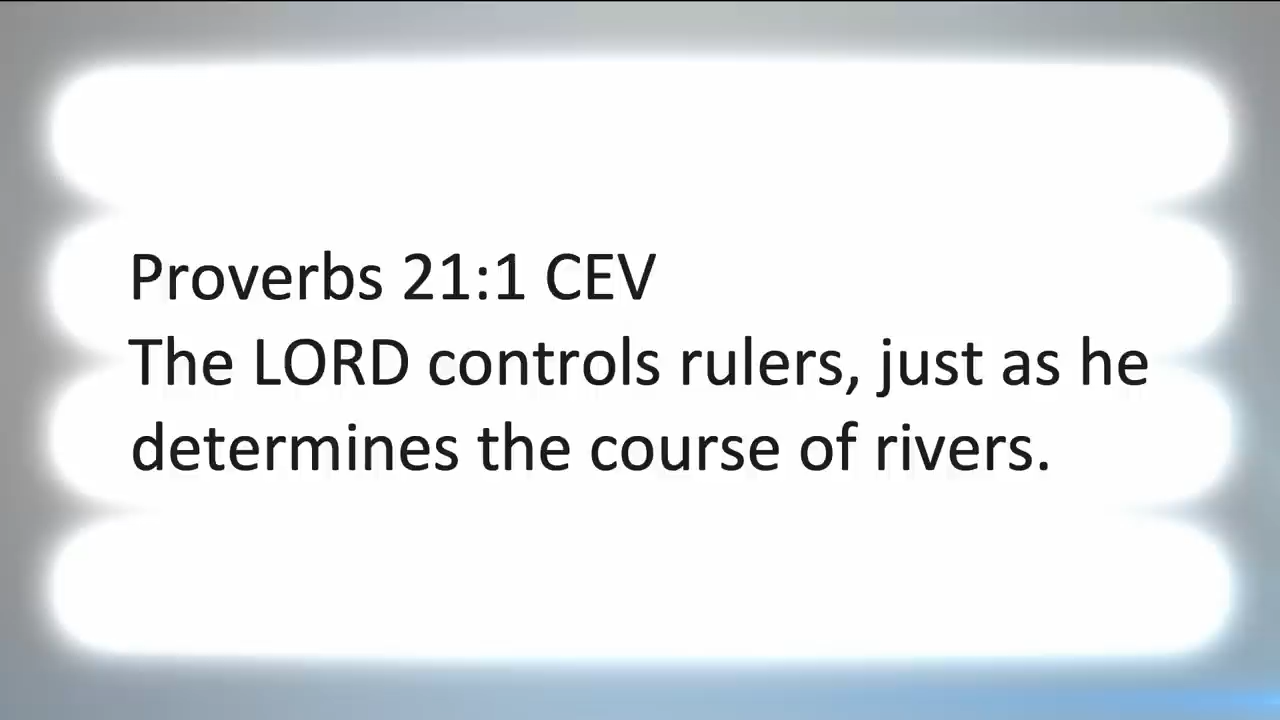 Proverbs 21:1 CEV
The LORD controls rulers, just as he
determines the course of rivers.